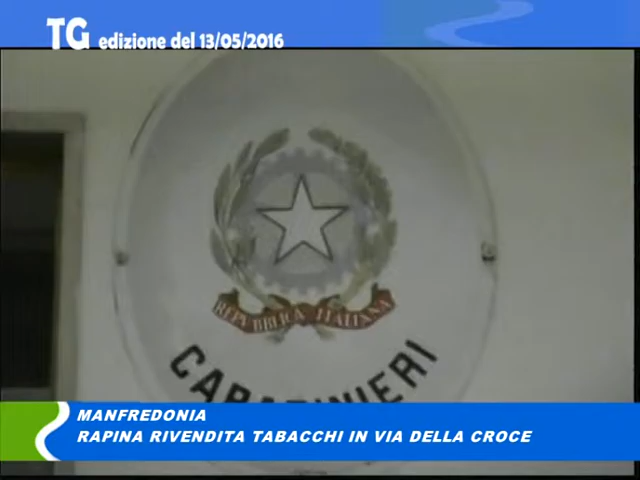 TG edizione del 13/05/2016
REPUBBLICA ITALIANA
CARABINIERI
MANFREDONIA
RAPINA RIVENDITA TABACCHI IN VIA DELLA CROCE